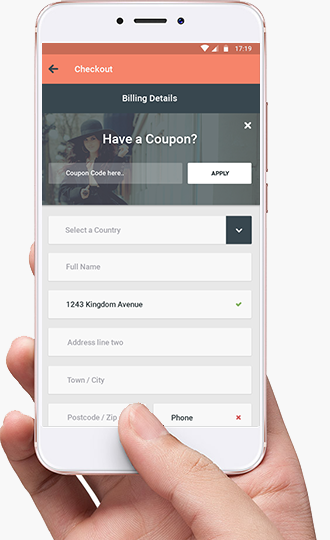 17:19
Checkout
Billing Details
Have a Coupon?
Coupon Code here..
APPLY
Select a Country
Full Name
1243 Kingdom Avenue
Address line two
Town / City
Postcode / Zip
Phone